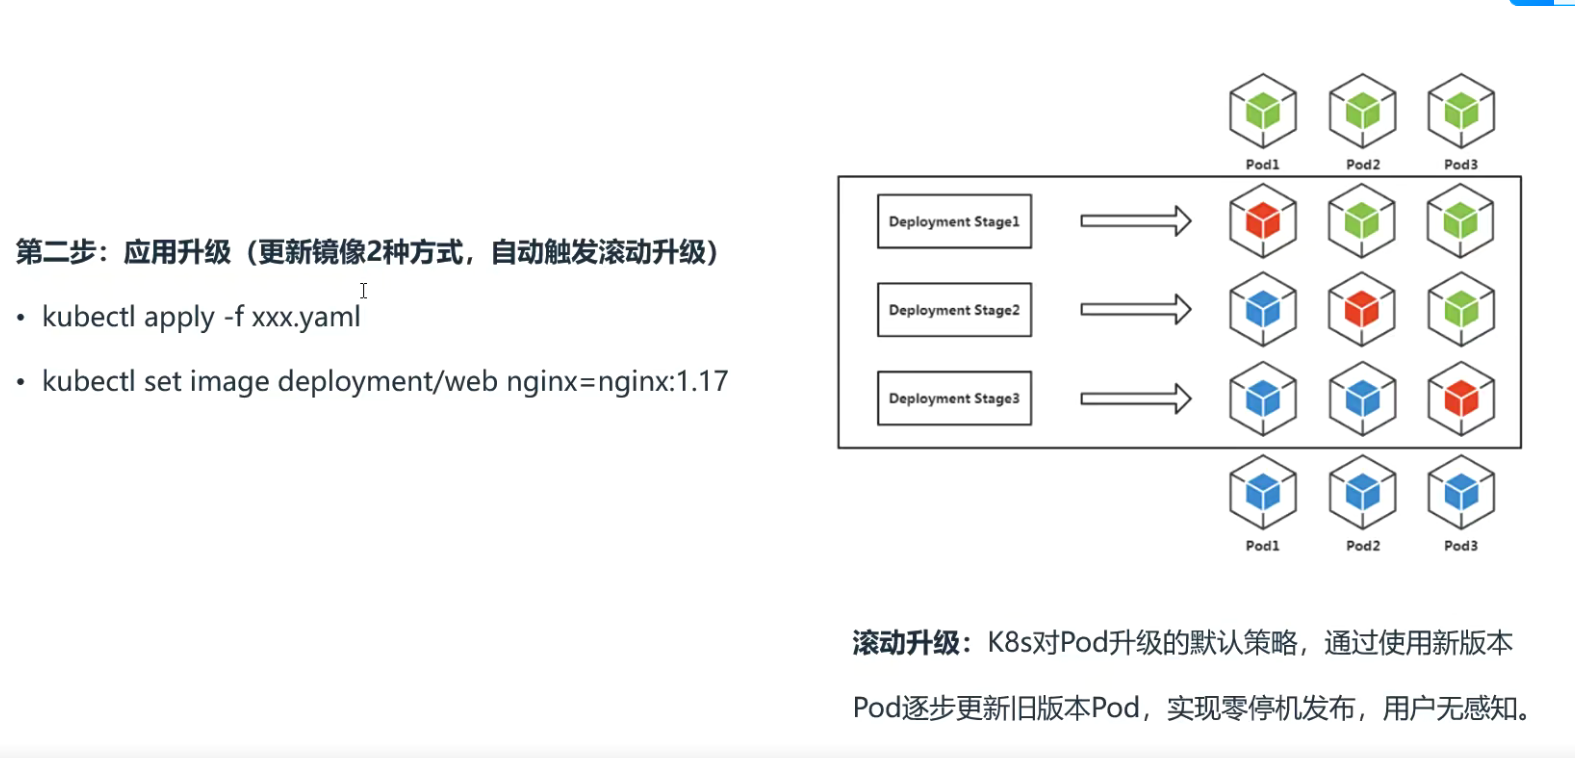 第二步：应用升级（更新镜像2种方式，自动触发滚动升级）
• kubectl apply -f xxx.yaml
• kubectl set image deployment/web nginx=nginx:1.17
Pod1 Pod2 Pod3
Deployment Stage1
Deployment Stage2
Deployment Stage3
Pod1 Pod2 Pod3
滚动升级：K8s对Pod升级的默认策略，通过使用新版本
Pod逐步更新旧版本Pod，实现零停机发布，用户无感知。